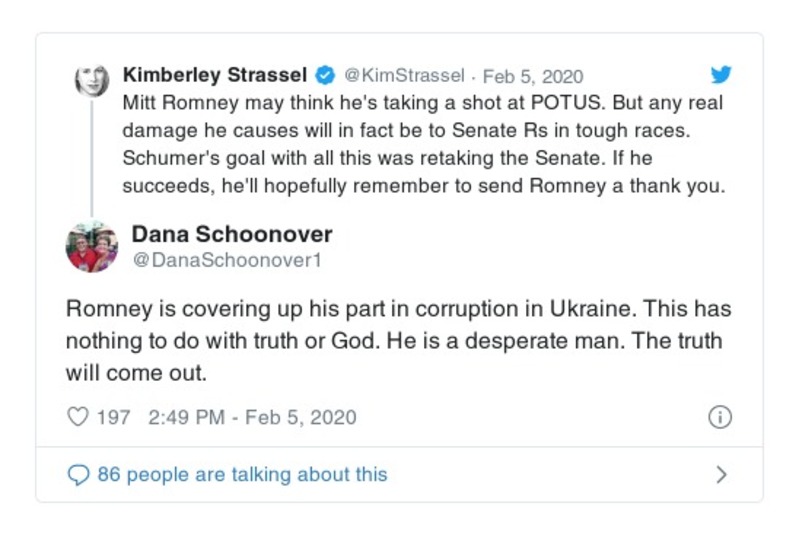 Kimberley Strassel @KimStrassel · Feb 5, 2020
Mitt Romney may think he's taking a shot at POTUS. But any real
damage he causes will in fact be to Senate Rs in tough races.
Schumer's goal with all this was retaking the Senate. If he
succeeds, he'll hopefully remember to send Romney a thank you.
Dana Schoonover
@DanaSchoonover1
Romney is covering up his part in corruption in Ukraine. This has
nothing to do with truth or God. He is a desperate man. The truth
will come out.
197 2:49 PM - Feb 5, 2020
86 people are talking about this